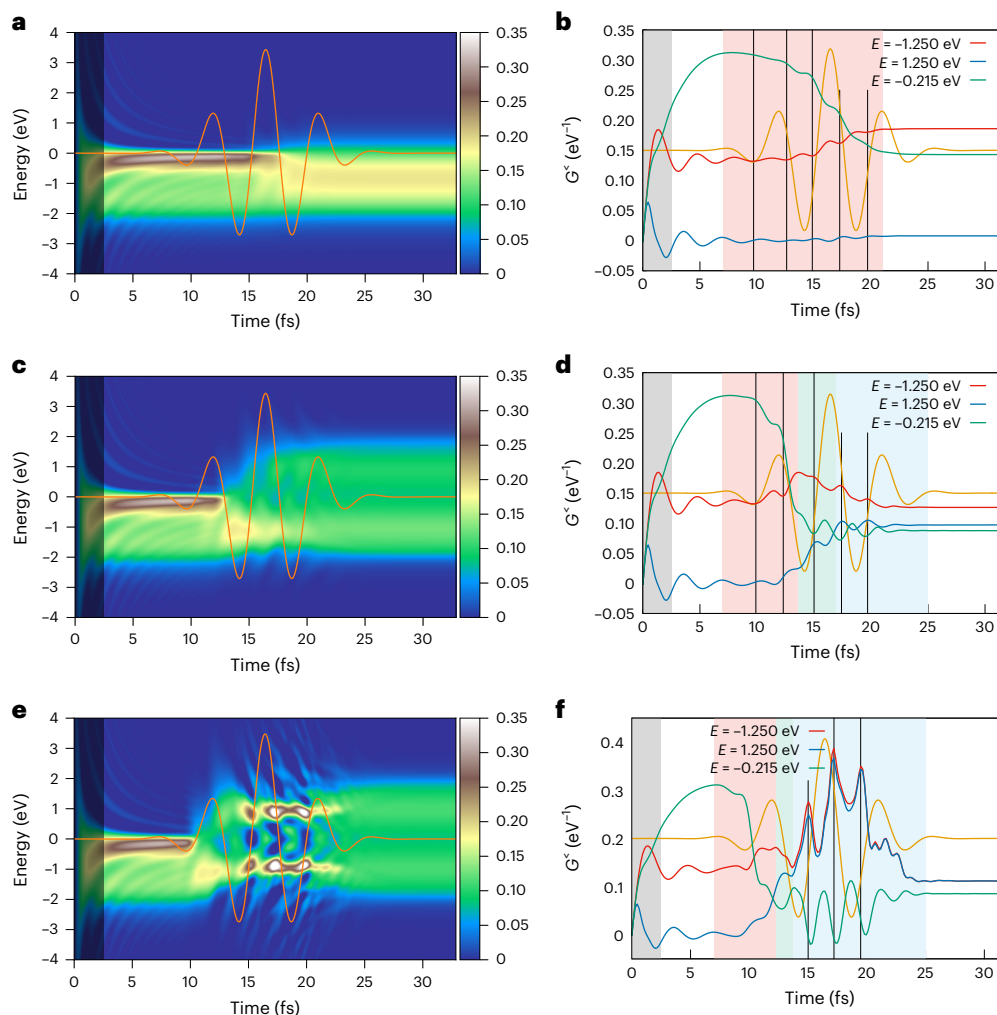 a
Energy (eV)
4
3
2
1
0
–1
–2
–3
–4
0 5 10 15 20 25 30
Time (fs)
0.35
0.30
0.25
0.20
0.15
0.10
0.05
0
b
G< (eV−1)
0.35
0.30
0.25
0.20
0.15
0.10
0.05
0
–0.05
E = –1.250 eV
E = 1.250 eV
E = –0.215 eV
0 5 10 15 20 25 30
Time (fs)
c
Energy (eV)
4
3
2
1
0
–1
–2
–3
–4
0 5 10 15 20 25 30
Time (fs)
0.35
0.30
0.25
0.20
0.15
0.10
0.05
0
d
G< (eV−1)
0.35
0.30
0.25
0.20
0.15
0.10
0.05
0
–0.05
E = –1.250 eV
E = 1.250 eV
E = –0.215 eV
0 5 10 15 20 25 30
Time (fs)
e
Energy (eV)
4
3
2
1
0
–1
–2
–3
–4
0 5 10 15 20 25 30
Time (fs)
0.35
0.30
0.25
0.20
0.15
0.10
0.05
0
f
G< (eV−1)
0.4
0.3
0.2
0.1
0
E = –1.250 eV
E = 1.250 eV
E = –0.215 eV
0 5 10 15 20 25 30
Time (fs)